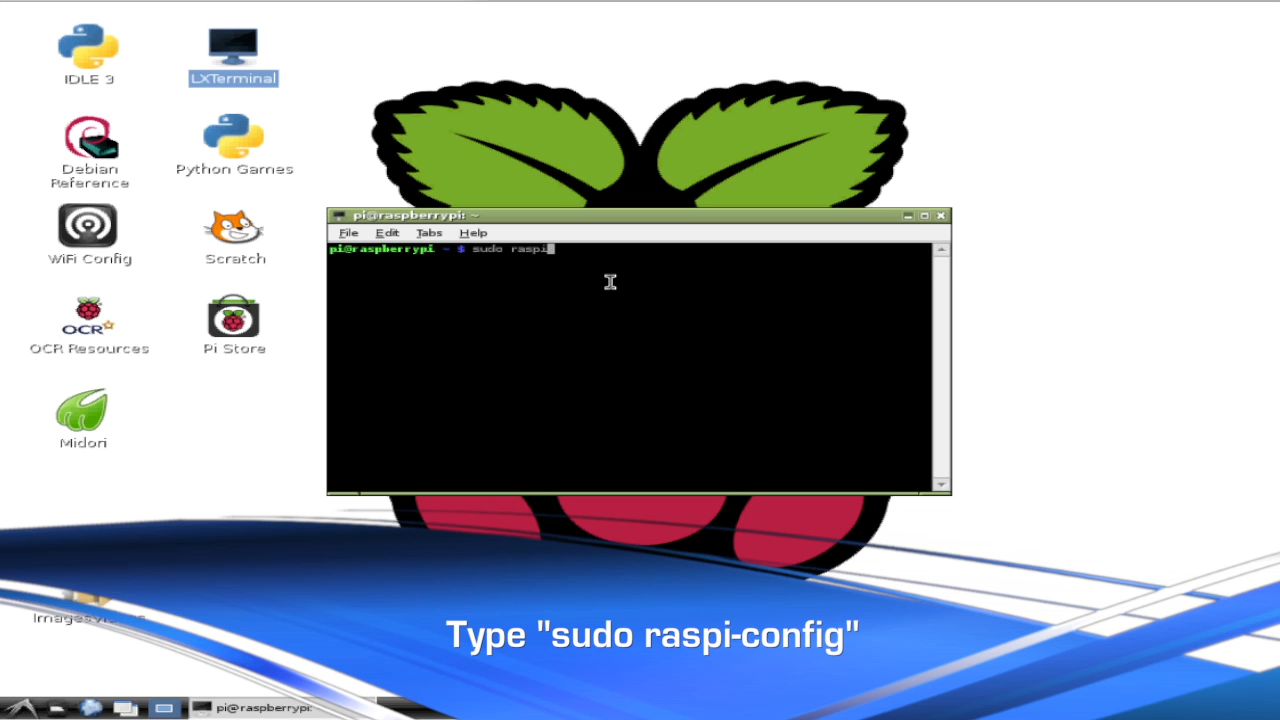 IDLE 3
LXTerminal
Debian
Reference
Python Games
WiFi Config
Scratch
OCR
OCR Resources
Pi Store
Midori
pi@raspberrypi: ~
File Edit Tabs Help
pi@raspberrypi ~ $ sudo raspi
Type "sudo raspi-config"
pi@raspberrypi: